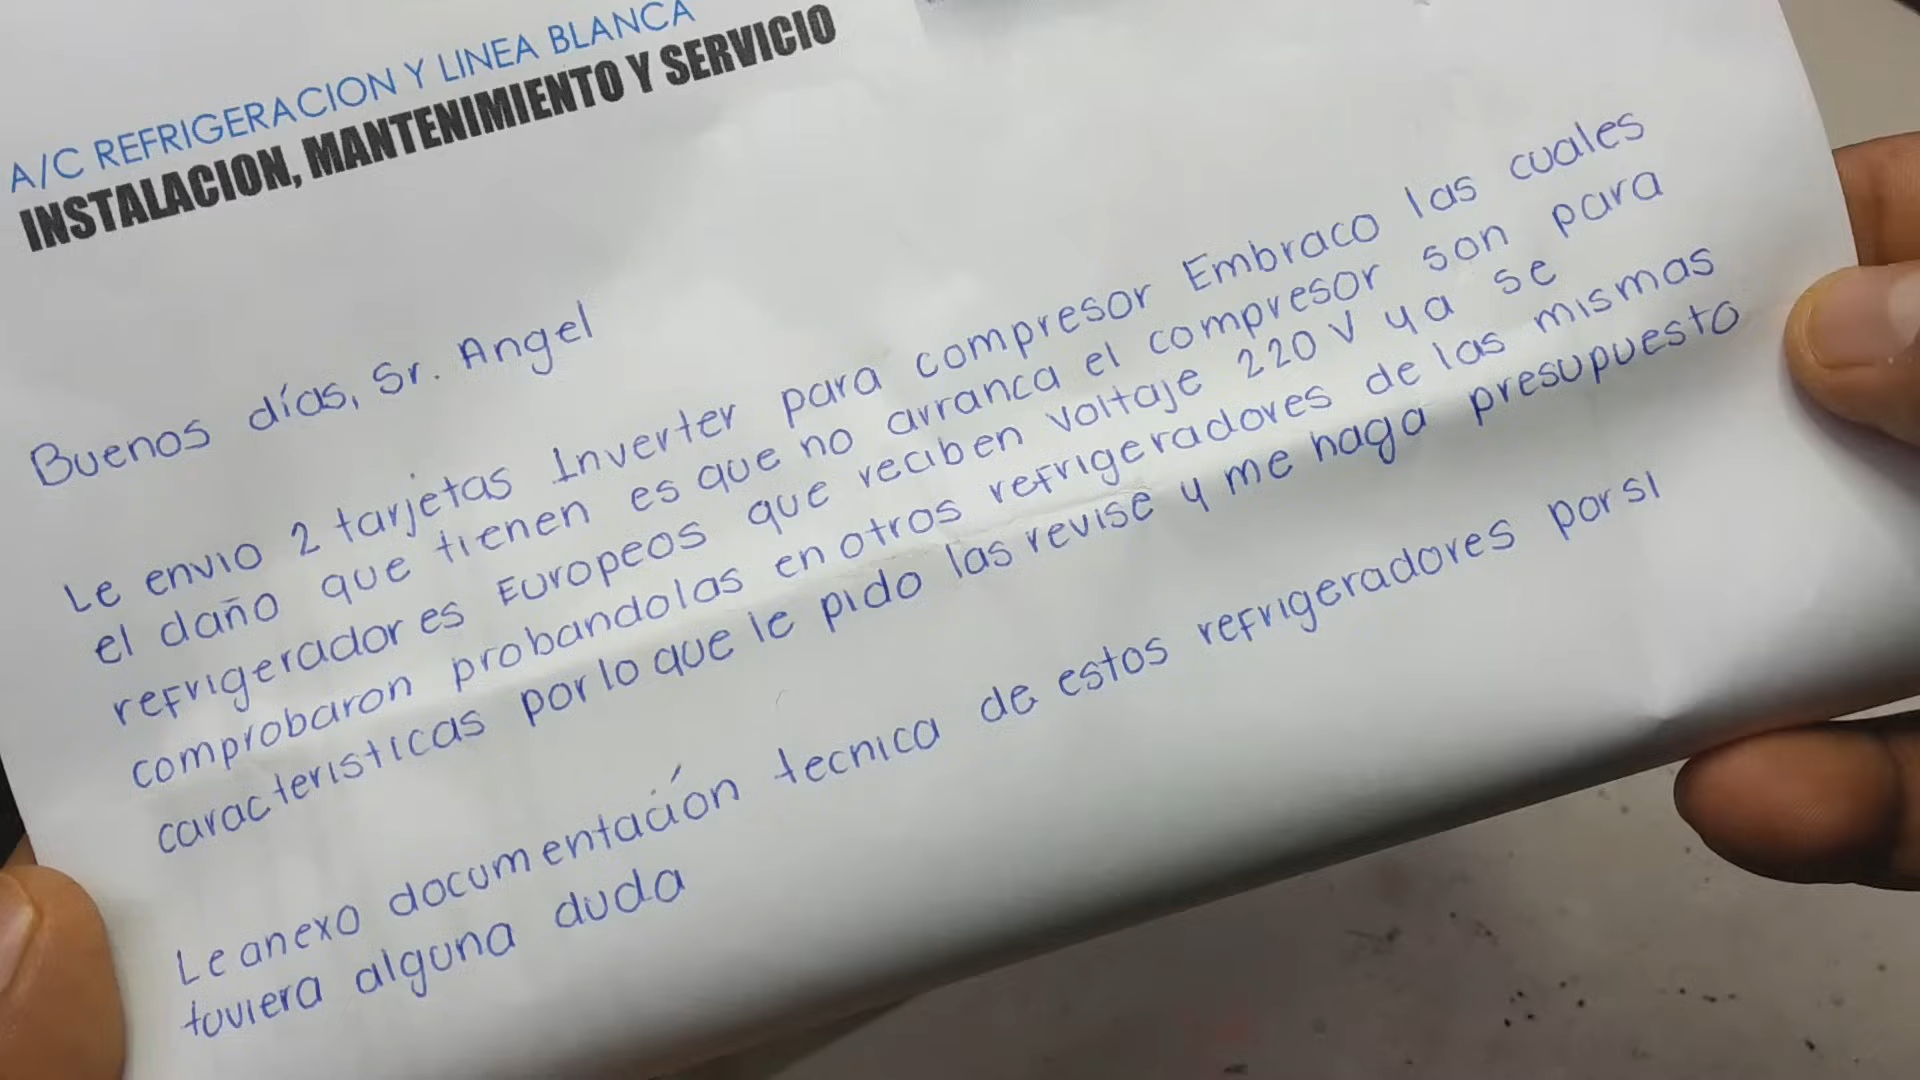 A/C REFRIGERACION Y LINEA BLANCA
INSTALACION, MANTENIMIENTO Y SERVICIO
Buenos días, Sr. Angel
Le envio 2 tarjetas Inverter para compresor Embraco las cuales
el daño que tienen es que no arranca el compresor son para
refrigeradores Europeos que reciben voltaje 220 V ya se
comprobaron probandolas en otros refrigeradores de las mismas
caracteristicas por lo que le pido las revise y me haga presupuesto
Le anexo documentación tecnica de estos refrigeradores por si
tuviera alguna duda